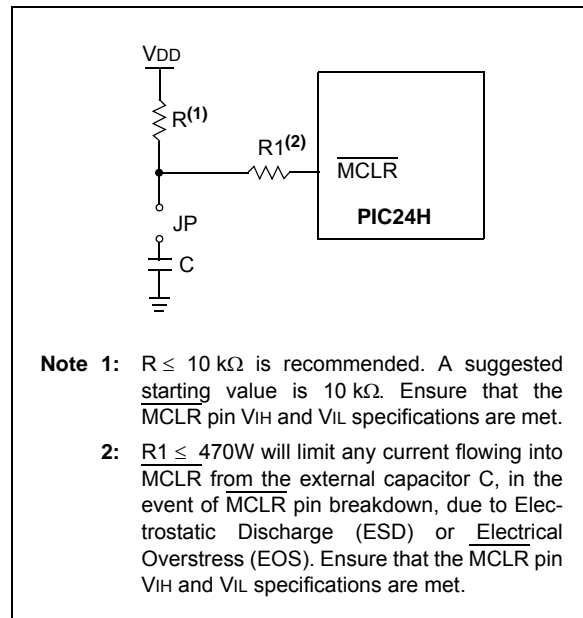 VDD
R(1)
R1(2)
MCLR
JP
PIC24H
C
Note 1: R ≤ 10 kΩ is recommended. A suggested
starting value is 10 kΩ. Ensure that the
MCLR pin VIH and VIL specifications are met.
2: R1 ≤ 470W will limit any current flowing into
MCLR from the external capacitor C, in the
event of MCLR pin breakdown, due to Elec-
trostatic Discharge (ESD) or Electrical
Overstress (EOS). Ensure that the MCLR pin
VIH and VIL specifications are met.